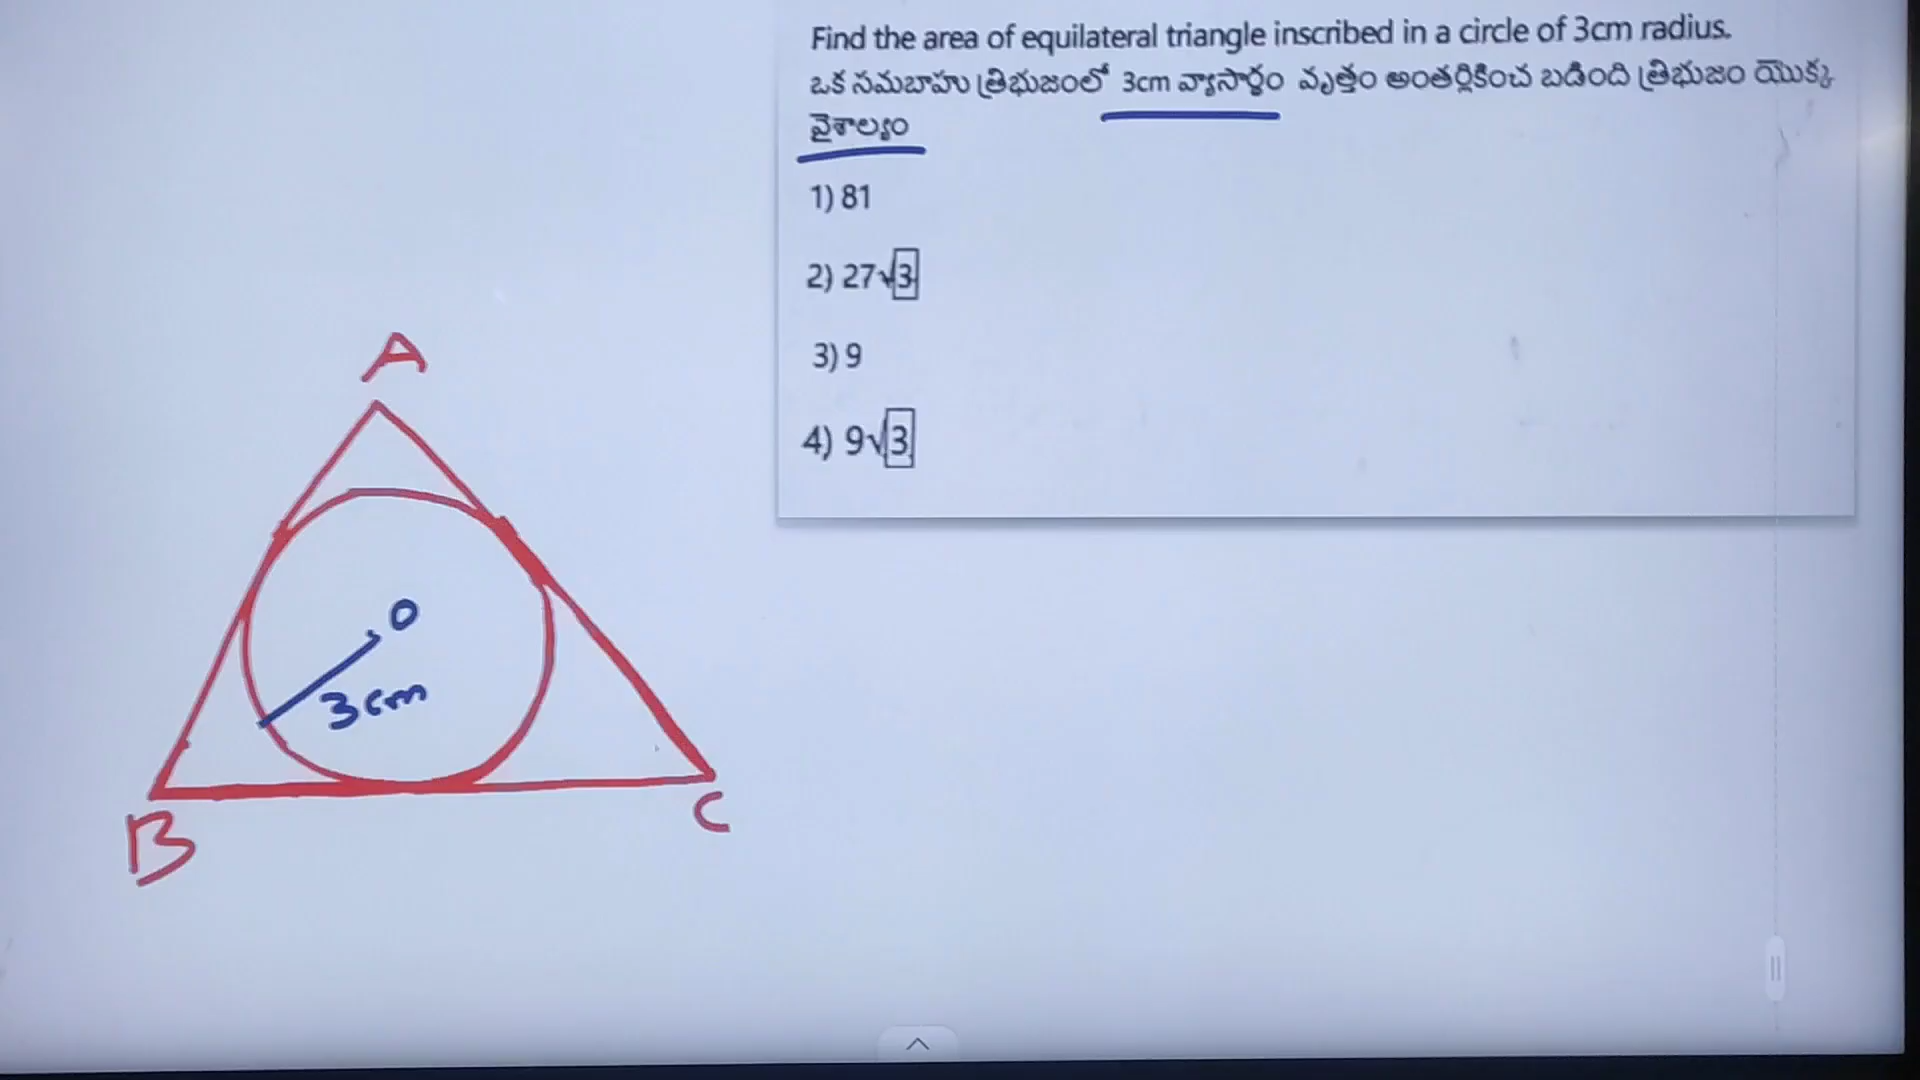 Find the area of equilateral triangle inscribed in a circle of 3cm radius.
ఒక సమబాహు త్రిభుజంలో 3cm వ్యాసార్థం వృత్తం అంతర్లికించ బడింది త్రిభుజం యొక్క
వైశాల్యం
1) 81
2) 27√3
3) 9
4) 9√3
A
O
3cm
B
C